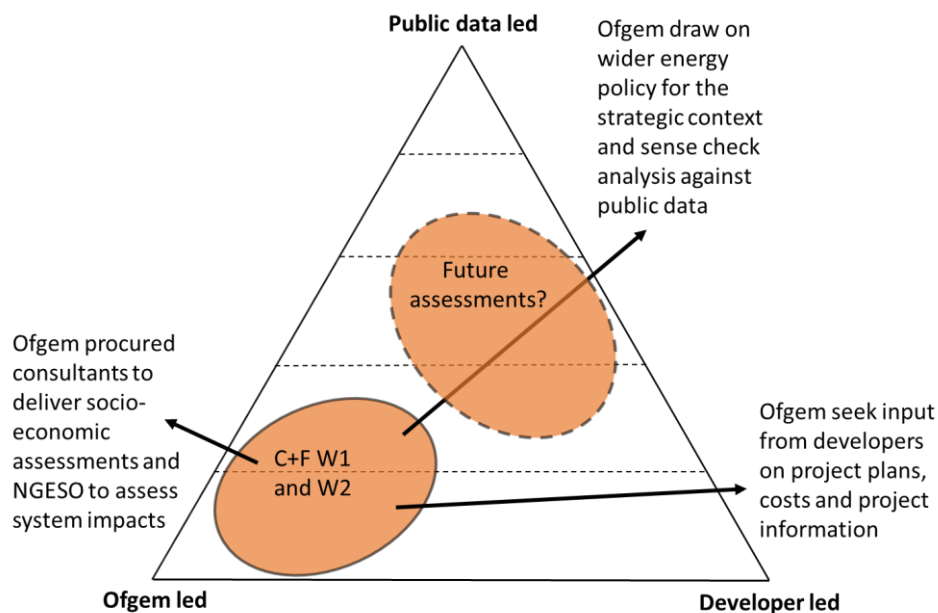 Public data led
Ofgem draw on
wider energy
policy for the
strategic context
and sense check
analysis against
public data
Future
assessments?
Ofgem procured
consultants to
deliver socio-
economic
assessments and
NGESO to assess
system impacts
C+F W1
and W2
Ofgem seek input
from developers
on project plans,
costs and project
information
Ofgem led
Developer led